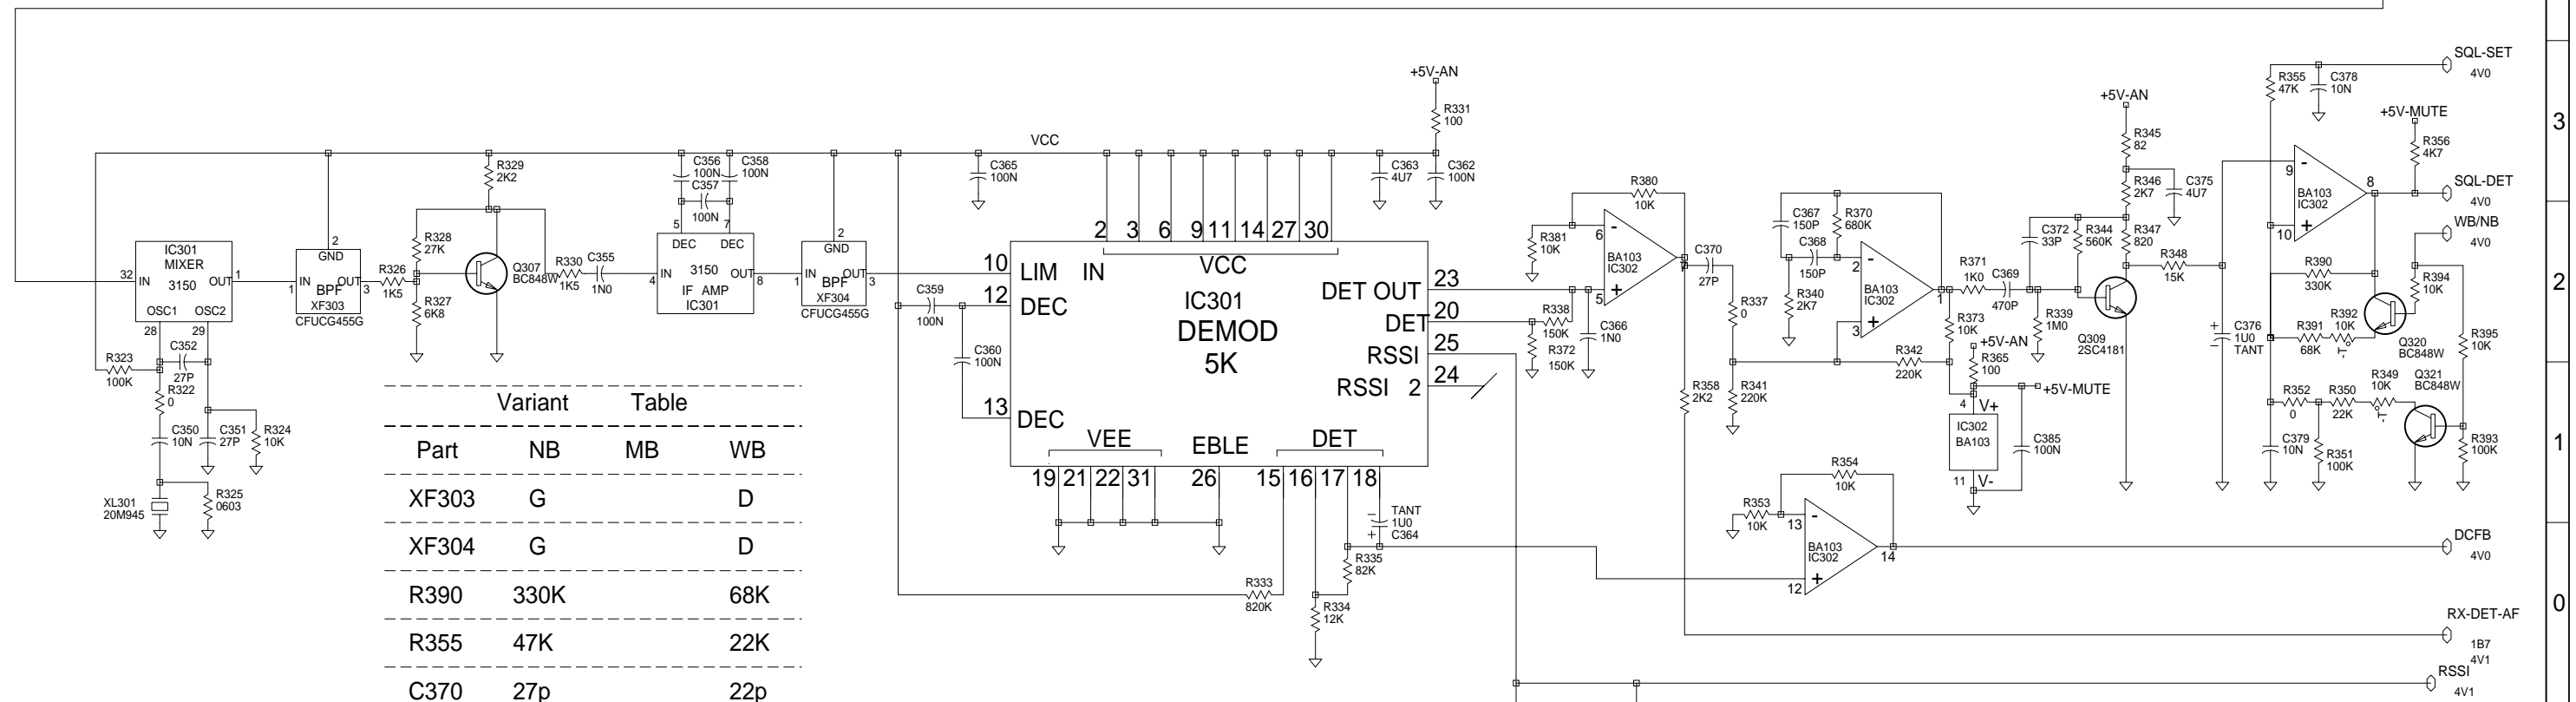 SQL-SET
4V0
R355
47K
C378
10N
3
+5V-AN
R331
100
+5V-AN
+5V-MUTE
R356
4K7
VCC
R345
82
R329
2K2
C356
100N
C358
100N
C357
100N
C365
100N
C363
4U7
C362
100N
R380
10K
R346
2K7
C375
4U7
9
-
BA103
IC302
8
+
10
SQL-DET
4V0
WB/NB
4V0
5
7
DEC
DEC
3150
IN
OUT
4
8
IF AMP
IC301
2
3
6
9
11
14
27
30
VCC
R381
10K
6
-
BA103
IC302
7
+
5
C367
150P
R370
680K
C368
150P
C372
33P
R344
560K
R347
820
IC301
MIXER
3150
32
IN
OUT
1
OSC1
OSC2
28
29
2
GND
IN
OUT
1
3
BPF
XF303
CFUCG455G
R326
1K5
R328
27K
R327
6K8
Q307
BC848W
R330
1K5
C355
1N0
2
GND
IN
OUT
1
3
BPF
XF304
CFUCG455G
C359
100N
C360
100N
10
LIM IN
12
DEC
13
DEC
IC301
DEMOD
5K
DET OUT
23
DET
20
RSSI
25
RSSI 2
24
VEE
EBLE
DET
19
21
22
31
26
15
16
17
18
R338
150K
R372
150K
C366
1N0
C370
27P
R337
0
R340
2K7
2
-
BA103
IC302
1
+
3
R371
1K0
C369
470P
R373
10K
R339
1M0
Q309
2SC4181
R348
15K
C376
1U0
TANT
+
-
R390
330K
R394
10K
R392
10K
R391
68K
-T°
Q320
BC848W
R395
10K
2
+5V-AN
R365
100
R342
220K
R341
220K
R358
2K2
+5V-MUTE
4
V+
IC302
BA103
11
V-
C385
100N
R352
0
R350
22K
R349
10K
-T°
Q321
BC848W
C379
10N
R351
100K
R393
100K
1
R323
100K
C352
27P
R322
0
C350
10N
C351
27P
R324
10K
XL301
20M945
R325
0603
Variant Table
Part NB MB WB
XF303 G D
XF304 G D
R390 330K 68K
R355 47K 22K
C370 27p 22p
-
TANT
1U0
+
C364
R335
82K
R333
820K
R334
12K
R354
10K
R353
10K
13
-
BA103
IC302
14
+
12
DCFB
4V0
0
RX-DET-AF
1B7
4V1
RSSI
4V1